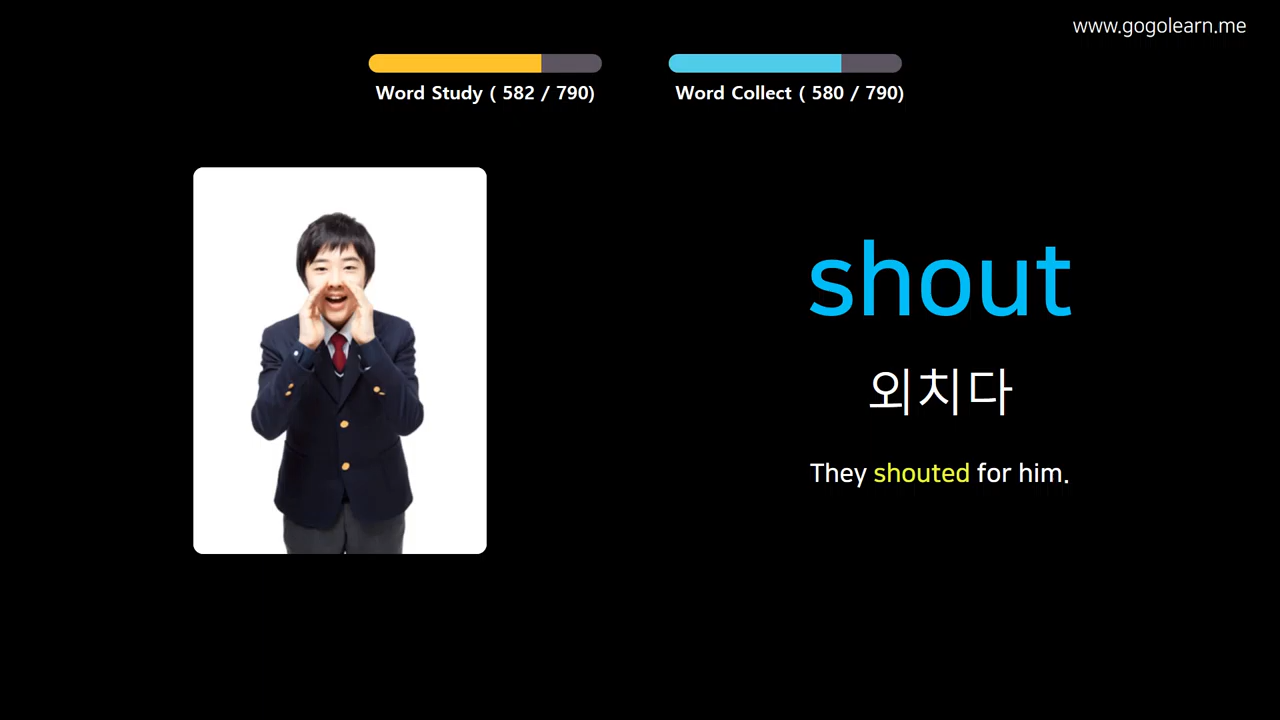 www.gogolearn.me
Word Study ( 582 / 790)
Word Collect ( 580 / 790)
shout
외치다
They shouted for him.